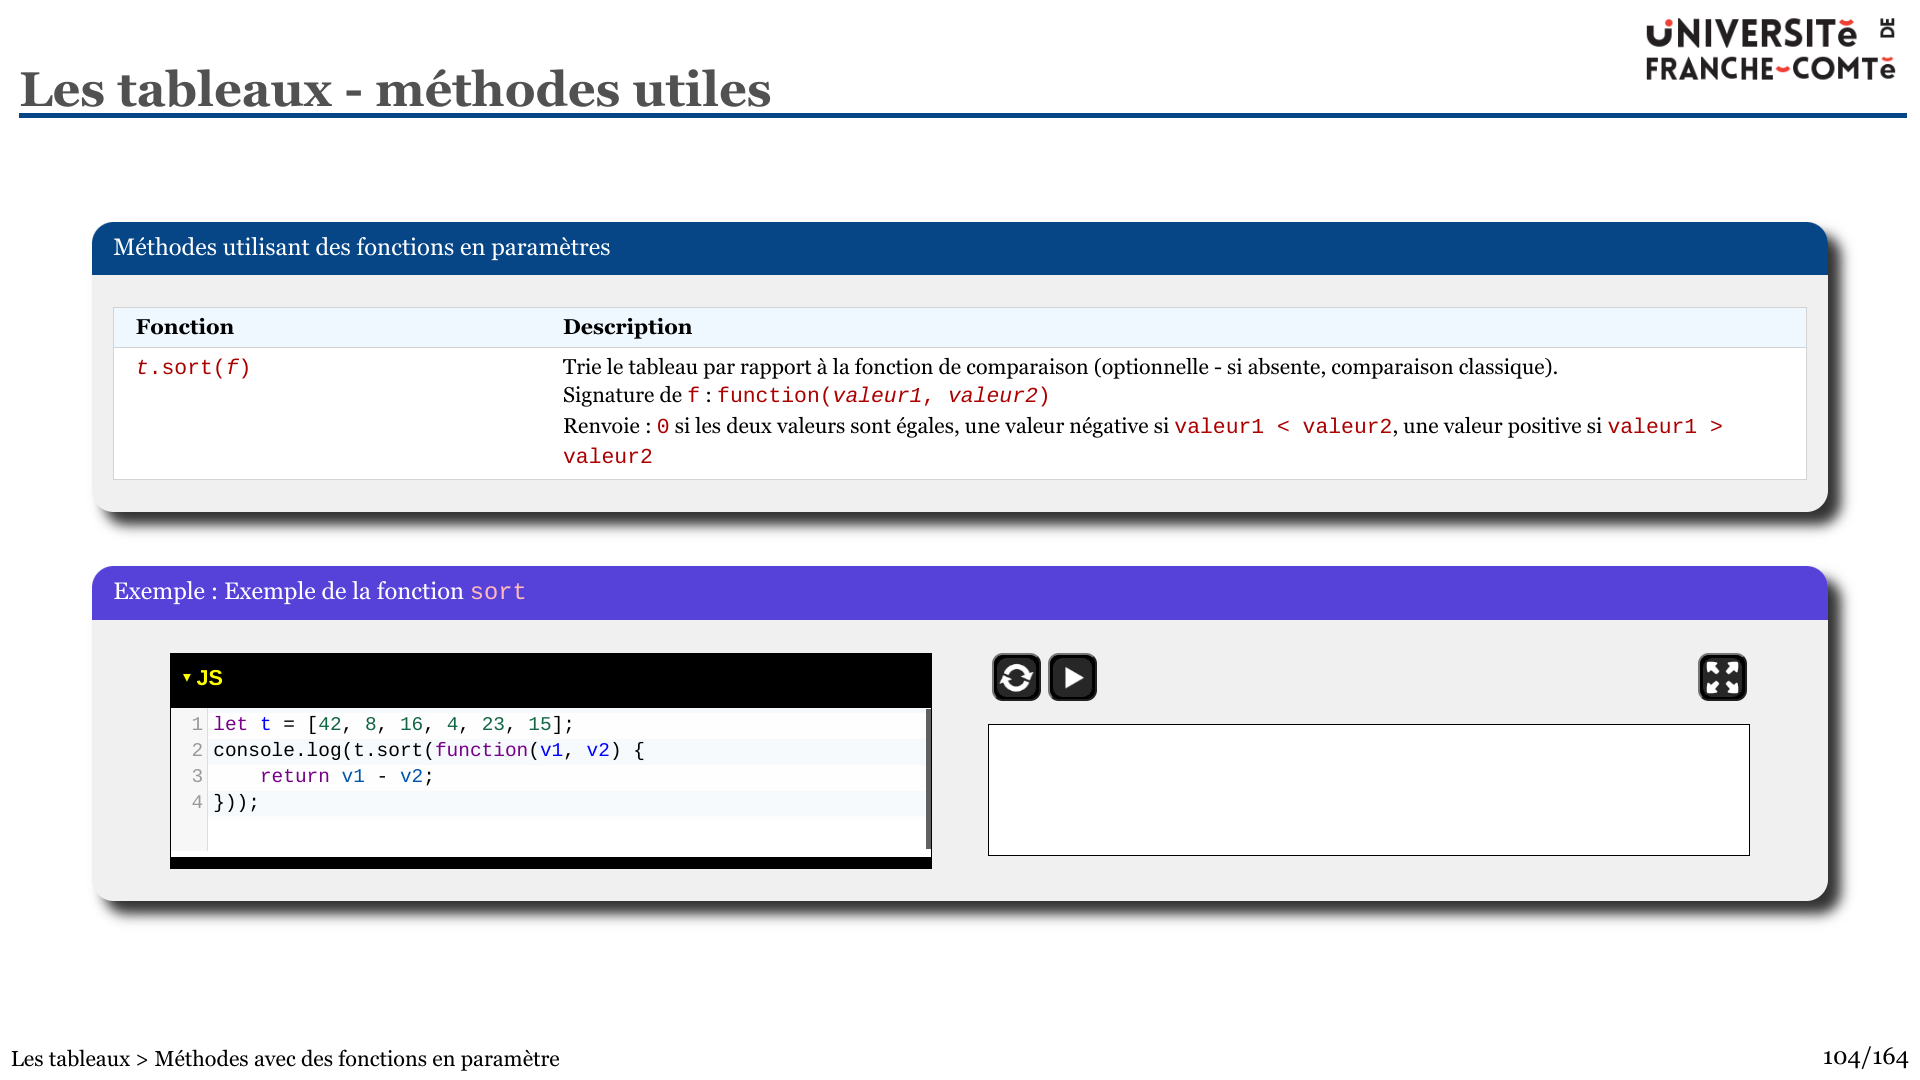 UNIVERSITĕ DE
FRANCHE-COMTĕ
Les tableaux - méthodes utiles
Méthodes utilisant des fonctions en paramètres
Fonction Description
t.sort(f) Trie le tableau par rapport à la fonction de comparaison (optionnelle - si absente, comparaison classique).
Signature de f : function(valeur1, valeur2)
Renvoie : 0 si les deux valeurs sont égales, une valeur négative si valeur1 < valeur2, une valeur positive si valeur1 >
valeur2
Exemple : Exemple de la fonction sort
▾ JS
1 let t = [42, 8, 16, 4, 23, 15];
2 console.log(t.sort(function(v1, v2) {
3     return v1 - v2;
4 }));
Les tableaux > Méthodes avec des fonctions en paramètre
104/164